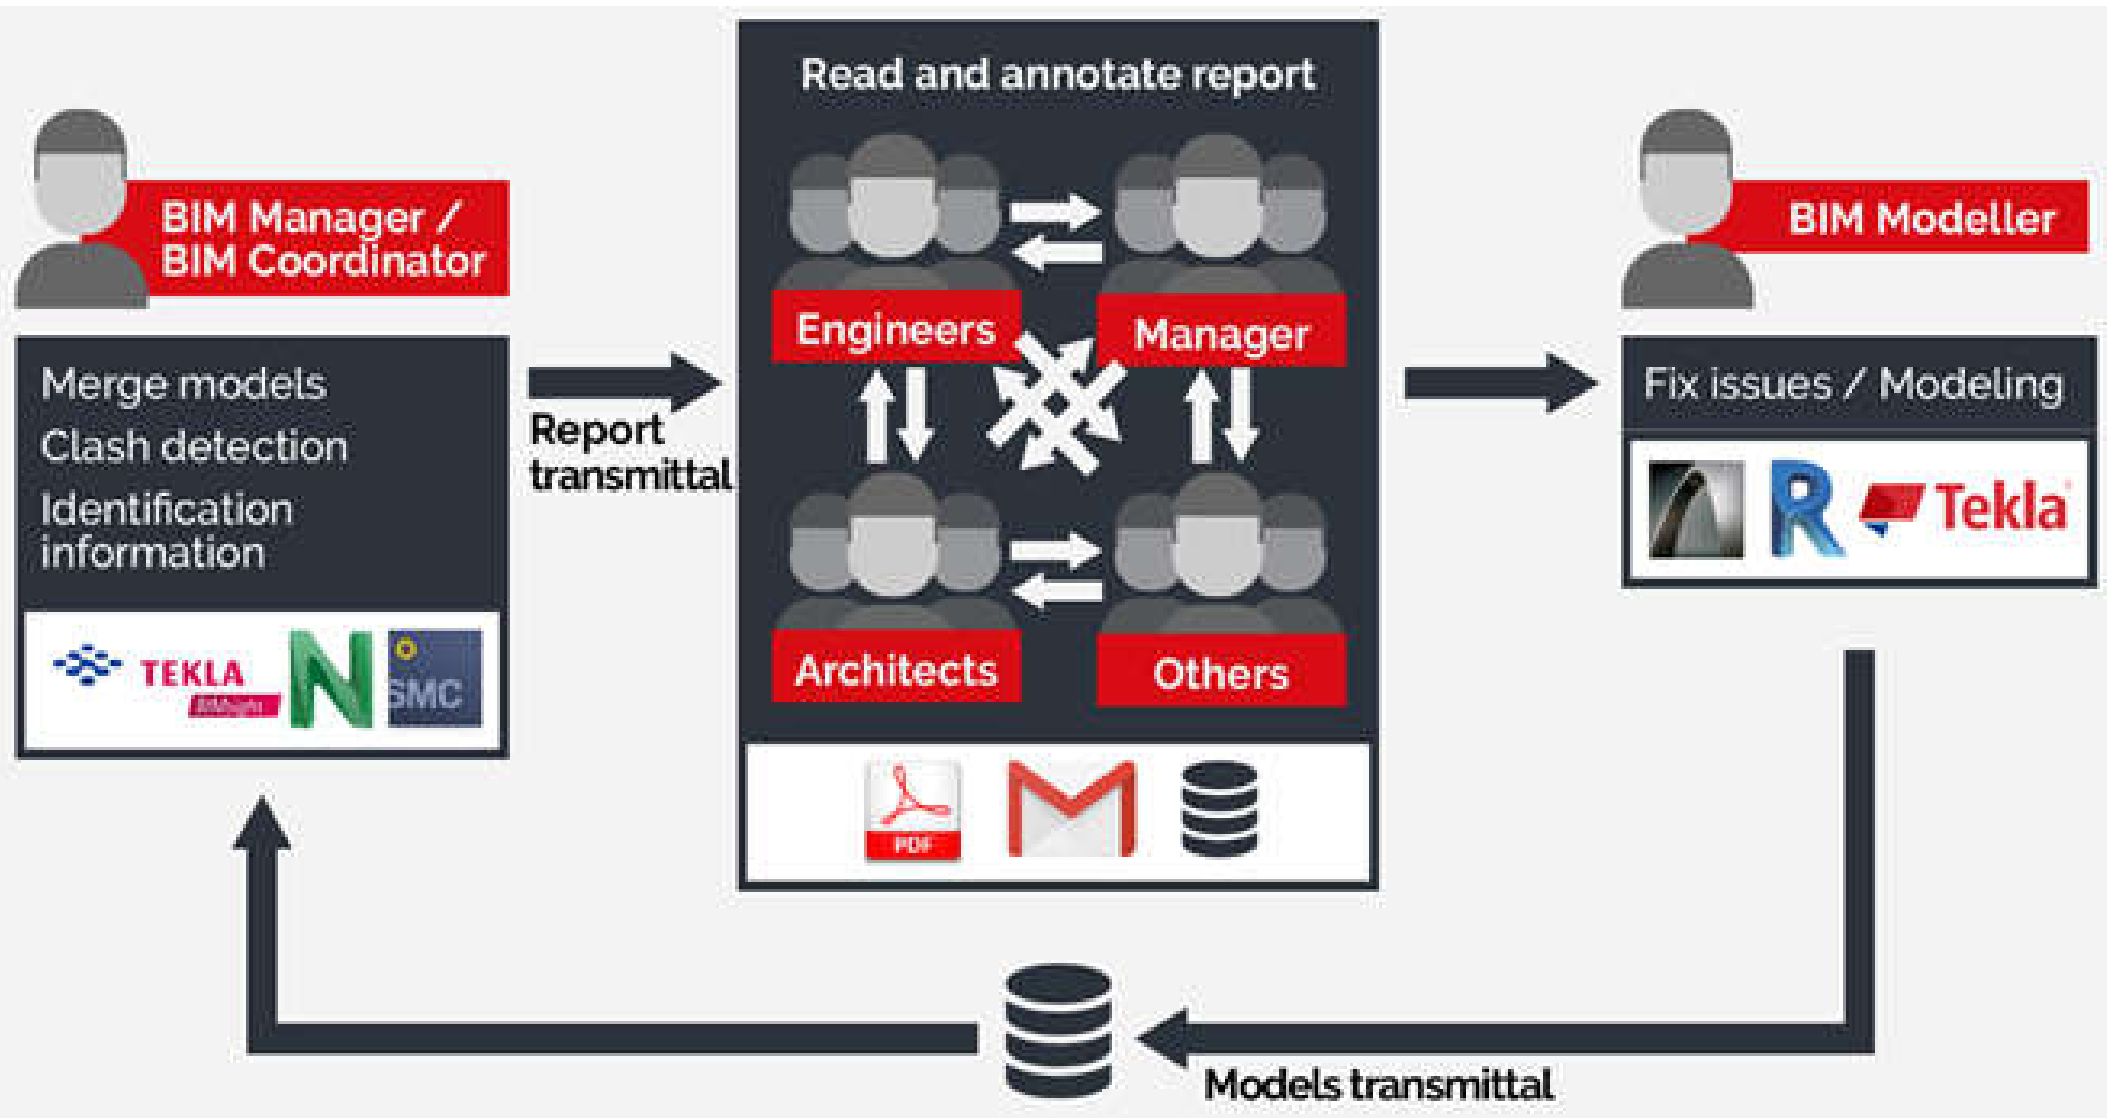 Read and annotate report
BIM Manager /
BIM Coordinator
Merge models
Clash detection
Identification
information
TEKLA
BIMsight
N
SMC
Report
transmittal
Engineers
Manager
Architects
Others
PDF
BIM Modeller
Fix issues / Modeling
R
Tekla
Models transmittal